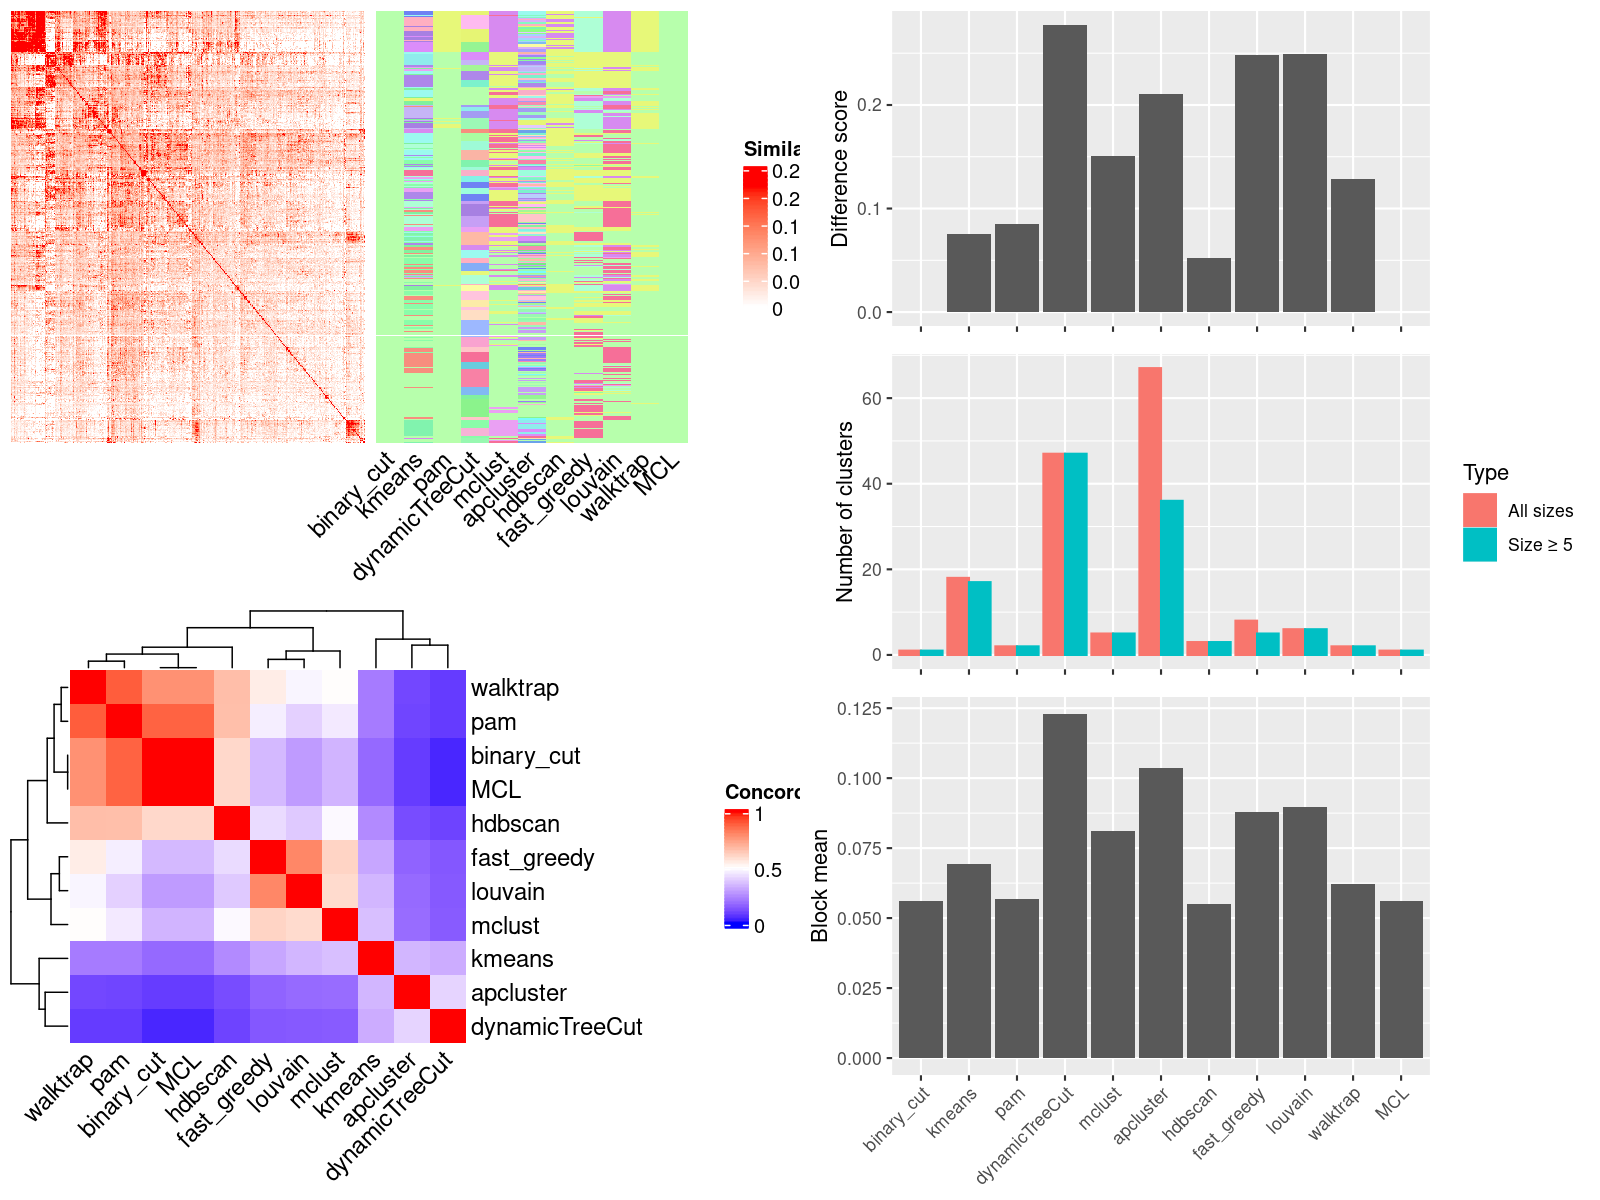 Simila
0.2
0.2
0.1
0.1
0.0
0
binary_cut
kmeans
pam
dynamicTreeCut
mclust
apcluster
hdbscan
fast_greedy
louvain
walktrap
MCL
walktrap
pam
binary_cut
MCL
hdbscan
fast_greedy
louvain
mclust
kmeans
apcluster
dynamicTreeCut
Concord
1
0.5
0
walktrap
pam
binary_cut
MCL
hdbscan
fast_greedy
louvain
mclust
kmeans
apcluster
dynamicTreeCut
Difference score
0.2
0.1
0.0
Number of clusters
60
40
20
0
Type
All sizes
Size ≥ 5
Block mean
0.125
0.100
0.075
0.050
0.025
0.000
binary_cut
kmeans
pam
dynamicTreeCut
mclust
apcluster
hdbscan
fast_greedy
louvain
walktrap
MCL